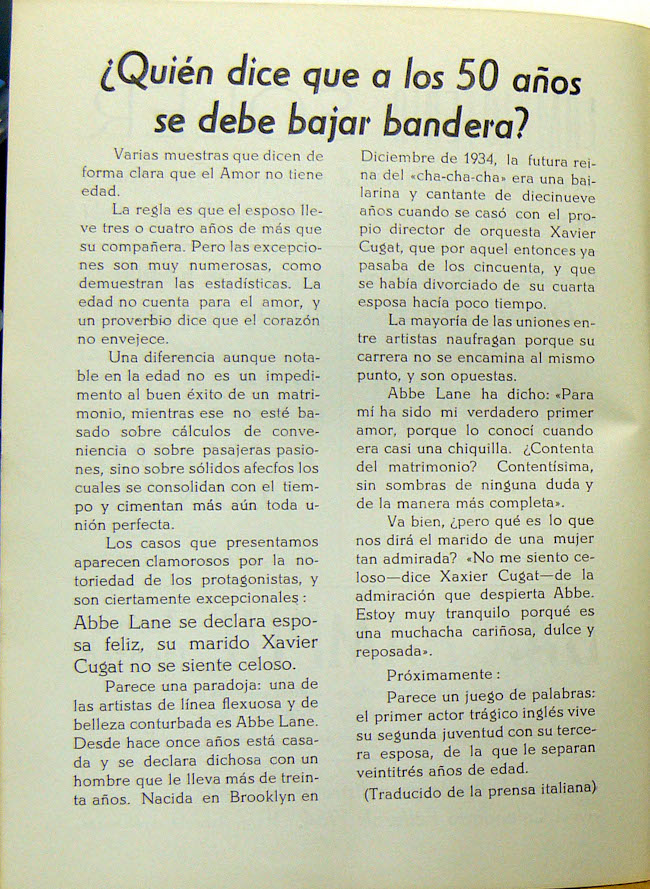 ¿Quién dice que a los 50 años
se debe bajar bandera?
Varias muestras que dicen de
forma clara que el Amor no tiene
edad.
La regla es que el esposo lle-
ve tres o cuatro años de más que
su compañera. Pero las excepcio-
nes son muy numerosas, como
demuestran las estadísticas. La
edad no cuenta para el amor, y
un proverbio dice que el corazón
no envejece.
Una diferencia aunque nota-
ble en la edad no es un impedi-
mento al buen éxito de un matri-
monio, mientras ese no esté ba-
sado sobre cálculos de conve-
niencia o sobre pasajeras pasio-
nes, sino sobre sólidos afecfos los
cuales se consolidan con el tiem-
po y cimentan más aún toda u-
nión perfecta.
Los casos que presentamos
aparecen clamorosos por la no-
toriedad de los protagonistas, y
son ciertamente excepcionales :
Abbe Lane se declara espo-
sa feliz, su marido Xavier
Cugat no se siente celoso.
Parece una paradoja: una de
las artistas de línea flexuosa y de
belleza conturbada es Abbe Lane.
Desde hace once años está casa-
da y se declara dichosa con un
hombre que le lleva más de trein-
ta años. Nacida en Brooklyn en
Diciembre de 1934, la futura rei-
na del «cha-cha-cha» era una bai-
larina y cantante de diecinueve
años cuando se casó con el pro-
pio director de orquesta Xavier
Cugat, que por aquel entonces ya
pasaba de los cincuenta, y que
se había divorciado de su cuarta
esposa hacía poco tiempo.
La mayoría de las uniones en-
tre artistas naufragan porque su
carrera no se encamina al mismo
punto, y son opuestas.
Abbe Lane ha dicho: «Para
mí ha sido mi verdadero primer
amor, porque lo conocí cuando
era casi una chiquilla. ¿Contenta
del matrimonio? Contentísima,
sin sombras de ninguna duda y
de la manera más completa».
Va bien, ¿pero qué es lo que
nos dirá el marido de una mujer
tan admirada? «No me siento ce-
loso—dice Xaxier Cugat—de la
admiración que despierta Abbe.
Estoy muy tranquilo porqué es
una muchacha cariñosa, dulce y
reposada».
Próximamente :
Parece un juego de palabras:
el primer actor trágico inglés vive
su segunda juventud con su terce-
ra esposa, de la que le separan
veintitrés años de edad.
(Traducido de la prensa italiana)